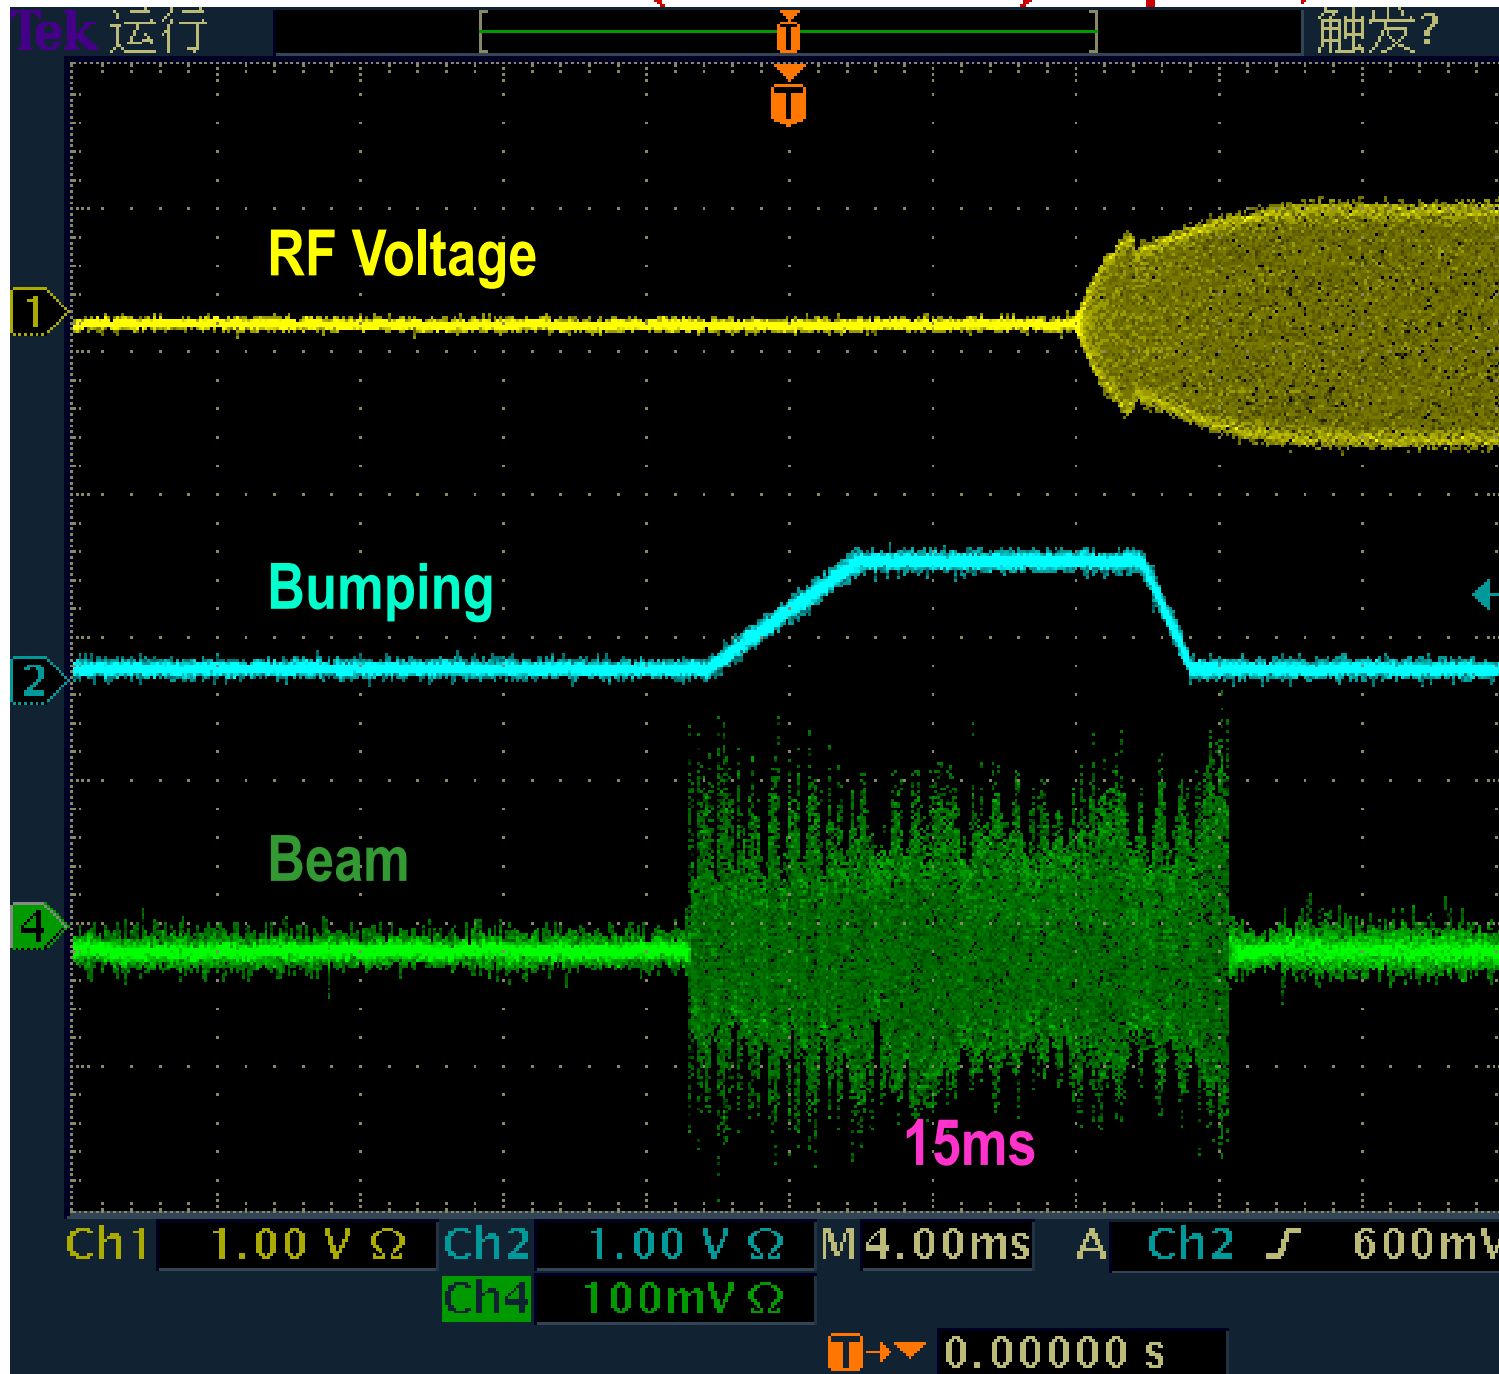 Tek 运行 T 触发?
T
RF Voltage
1
Bumping
2
Beam
4
15ms
Ch1 1.00 V Ω Ch2 1.00 V Ω M 4.00ms A Ch2 600mV
Ch4 100mV Ω
T 0.00000 s